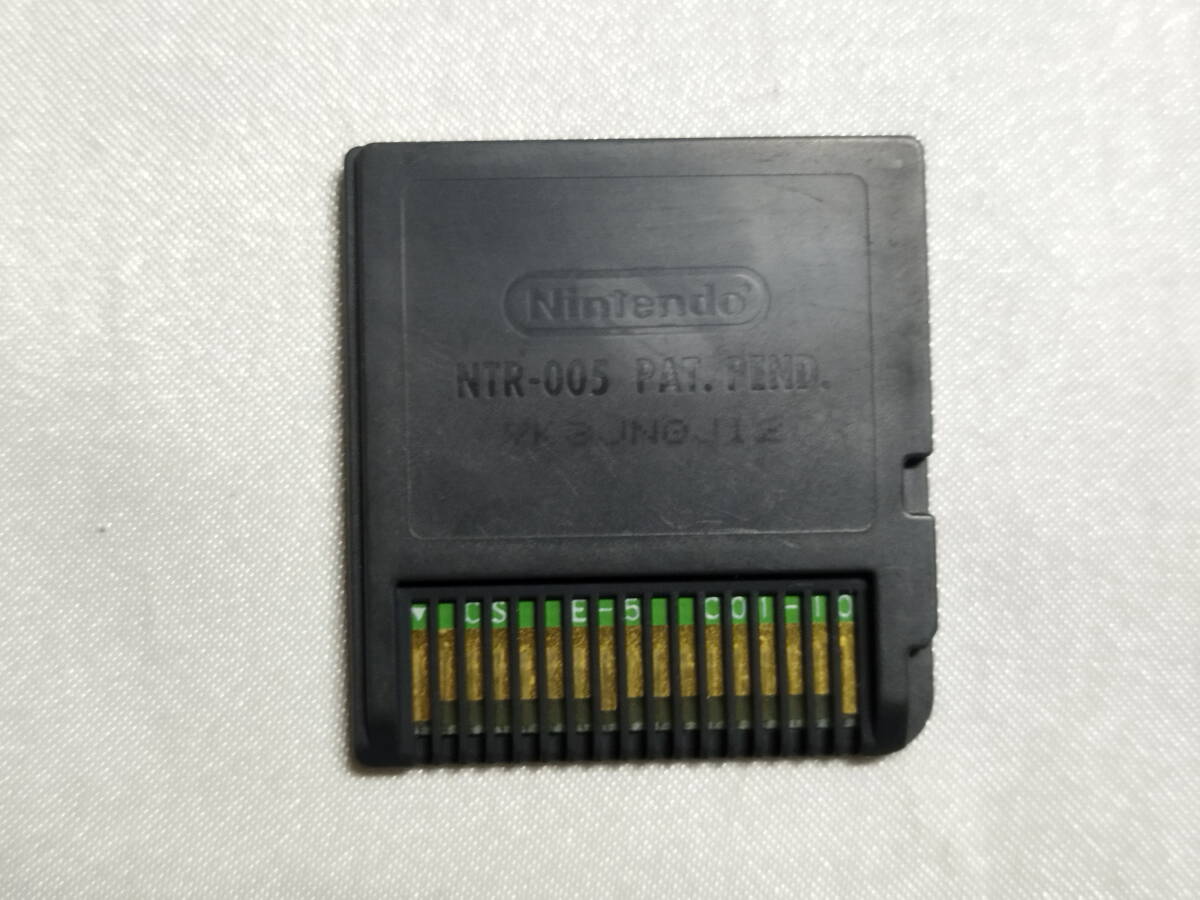 Nintendo
NTR-005 PAT. PEND.
▼ CS E-5 C01-10